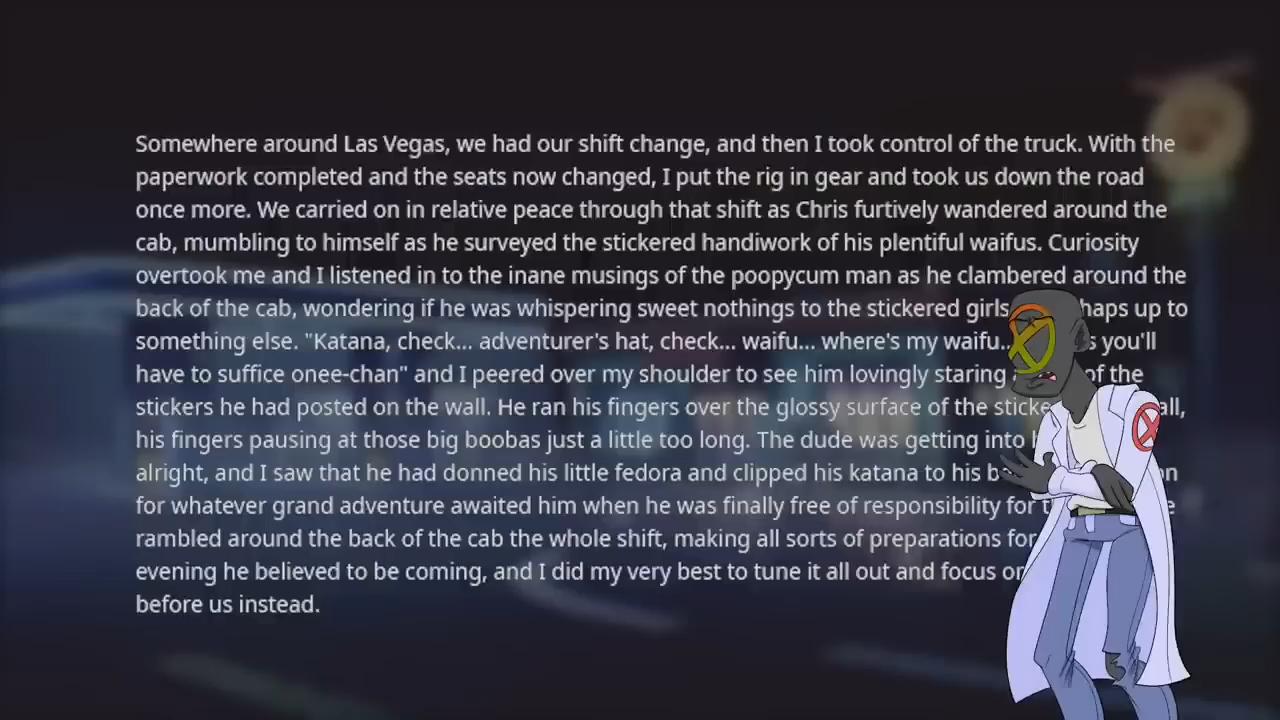 Somewhere around Las Vegas, we had our shift change, and then I took control of the truck. With the
paperwork completed and the seats now changed, I put the rig in gear and took us down the road
once more. We carried on in relative peace through that shift as Chris furtively wandered around the
cab, mumbling to himself as he surveyed the stickered handiwork of his plentiful waifus. Curiosity
overtook me and I listened in to the inane musings of the poopycum man as he clambered around the
back of the cab, wondering if he was whispering sweet nothings to the stickered girls haps up to
something else. "Katana, check... adventurer's hat, check... waifu... where's my waifu.. s you'll
have to suffice onee-chan" and I peered over my shoulder to see him lovingly staring of the
stickers he had posted on the wall. He ran his fingers over the glossy surface of the sticke all,
his fingers pausing at those big boobas just a little too long. The dude was getting into
alright, and I saw that he had donned his little fedora and clipped his katana to his on
for whatever grand adventure awaited him when he was finally free of responsibility for e
rambled around the back of the cab the whole shift, making all sorts of preparations for
evening he believed to be coming, and I did my very best to tune it all out and focus on
before us instead.